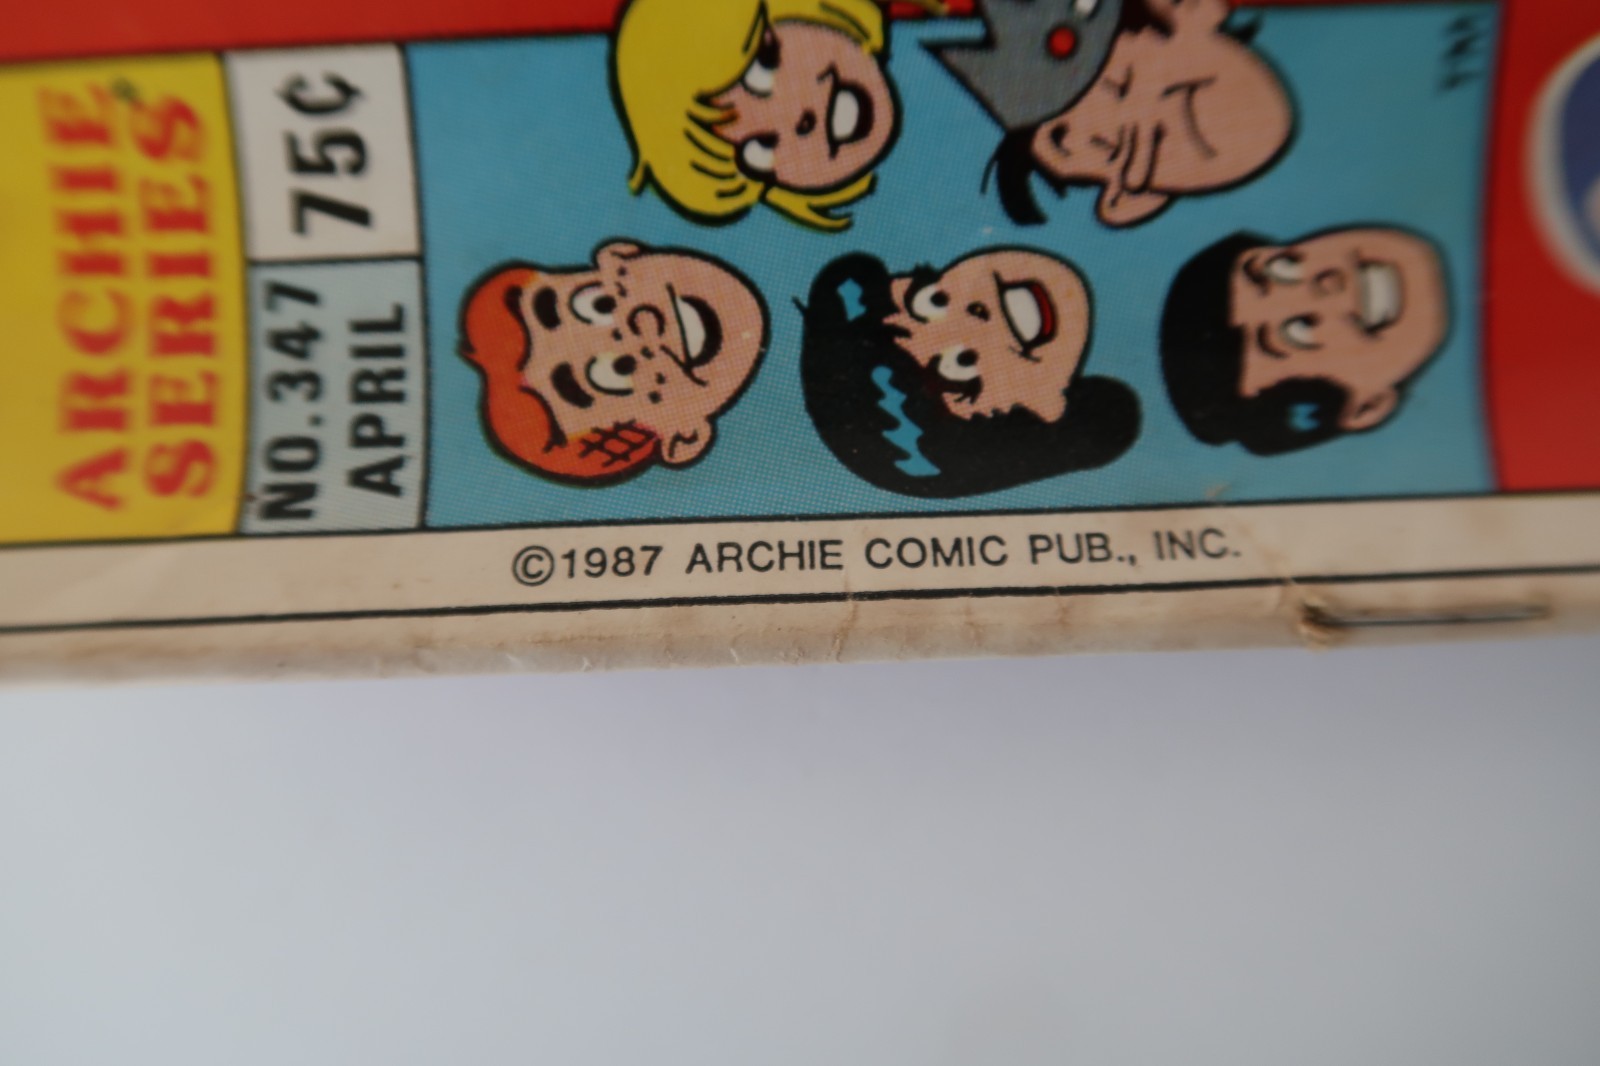 ARCHIE
SERIES
75¢
NO.347
APRIL
©1987 ARCHIE COMIC PUB., INC.